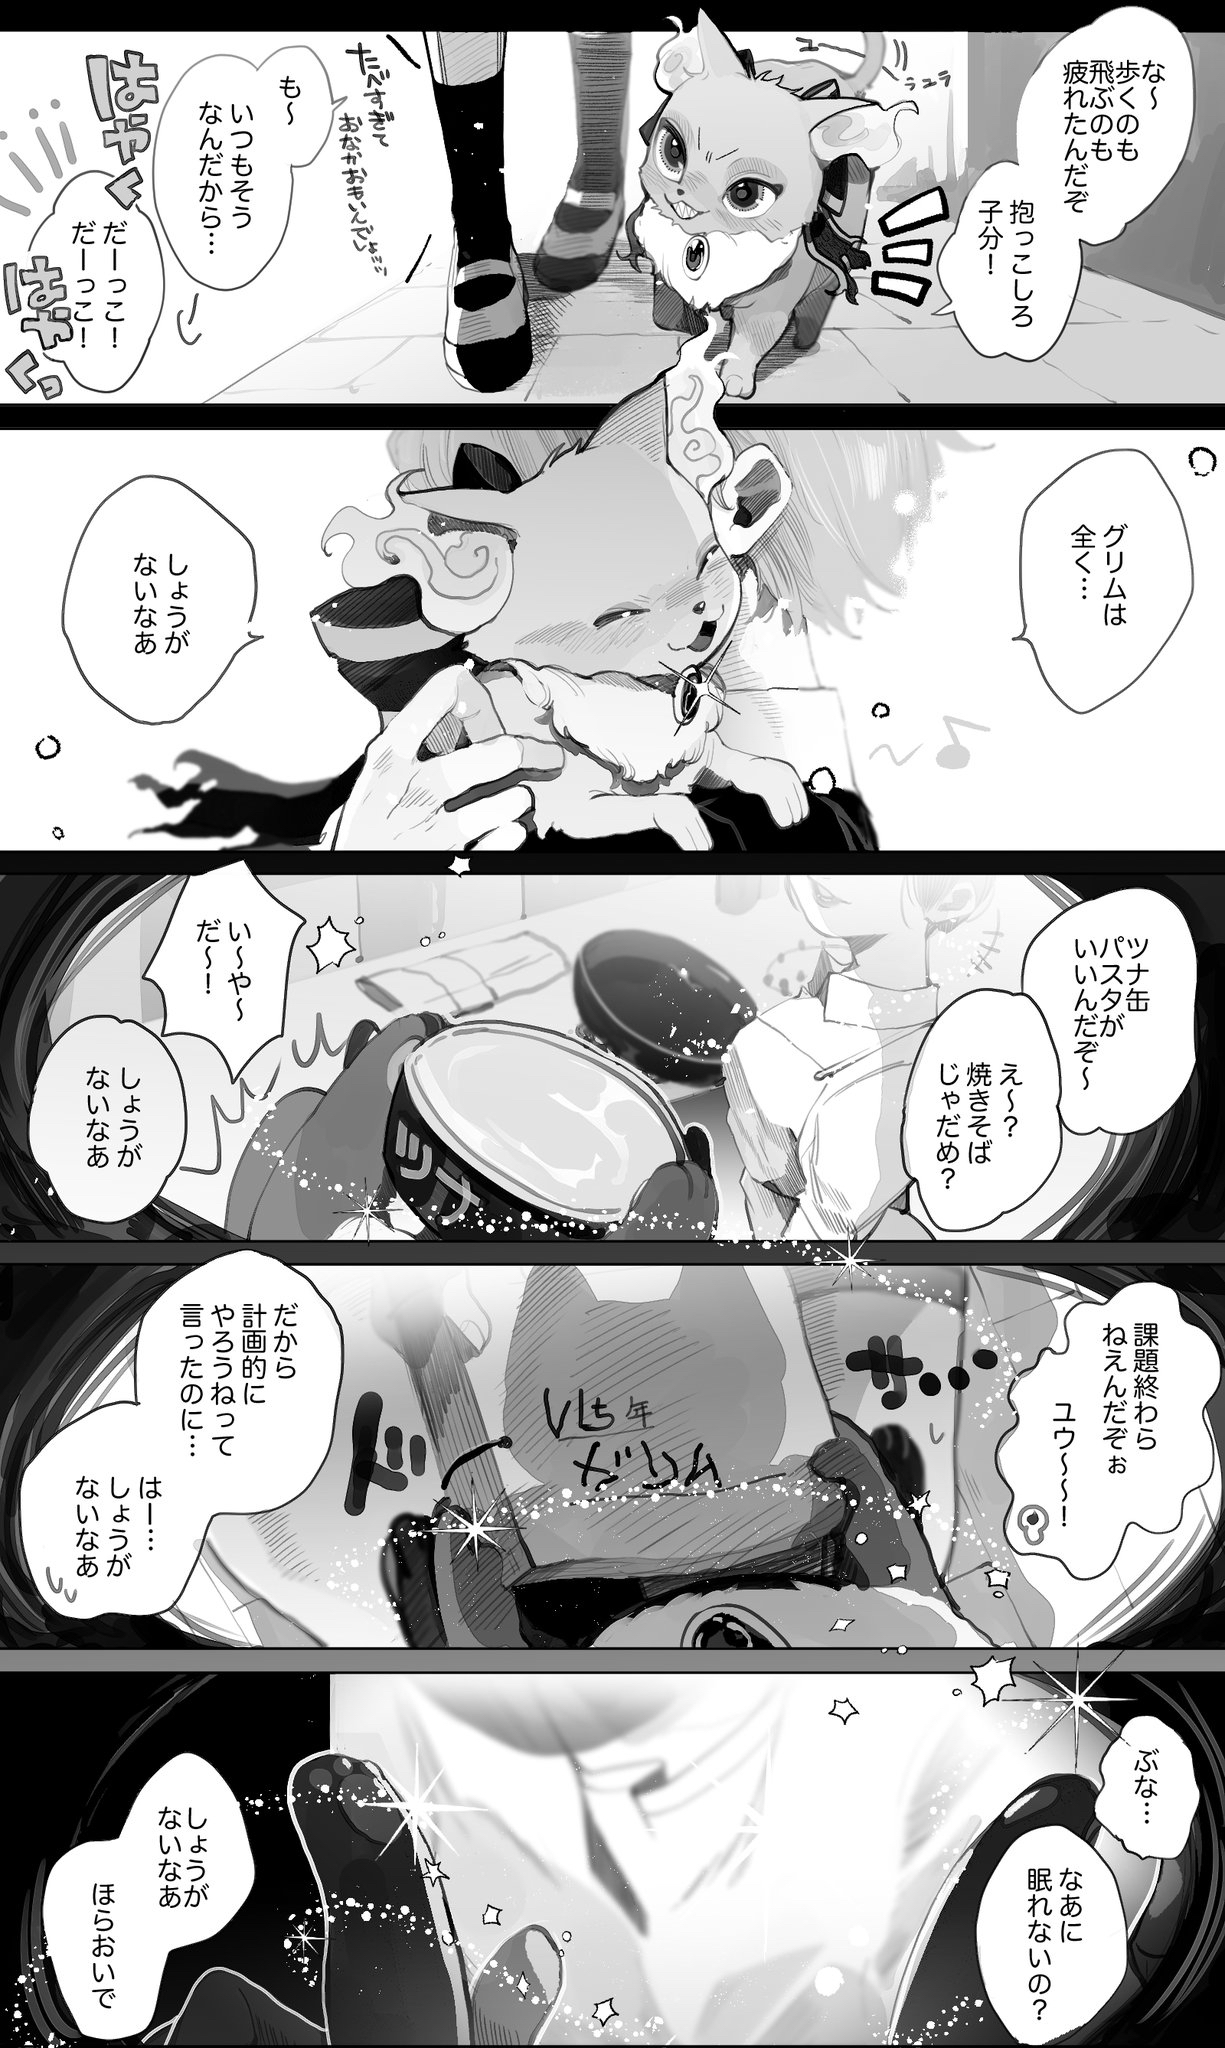 な〜
歩くのも
飛ぶのも
疲れたんだぞ
抱っこしろ
子分！
ユラユラ
たべすぎて
おなかおもいんでしょッッ
も〜
いつもそう
なんだから…
はやく
だーっこ！
だーっこ！
はやくっ
グリムは
全く…
しょうが
ないなあ
ツナ缶
パスタが
いいんだぞ〜
え〜？
焼きそば
じゃだめ？
い〜や〜
だ〜！
ツナ
しょうが
ないなあ
課題終わら
ねえんだぞぉ
ユウ〜〜〜！
年
グリム
だから
計画的に
やろうねって
言ったのに…
はー…
しょうが
ないなあ
ぶな…
なあに
眠れないの？
しょうが
ないなあ
ほらおいで